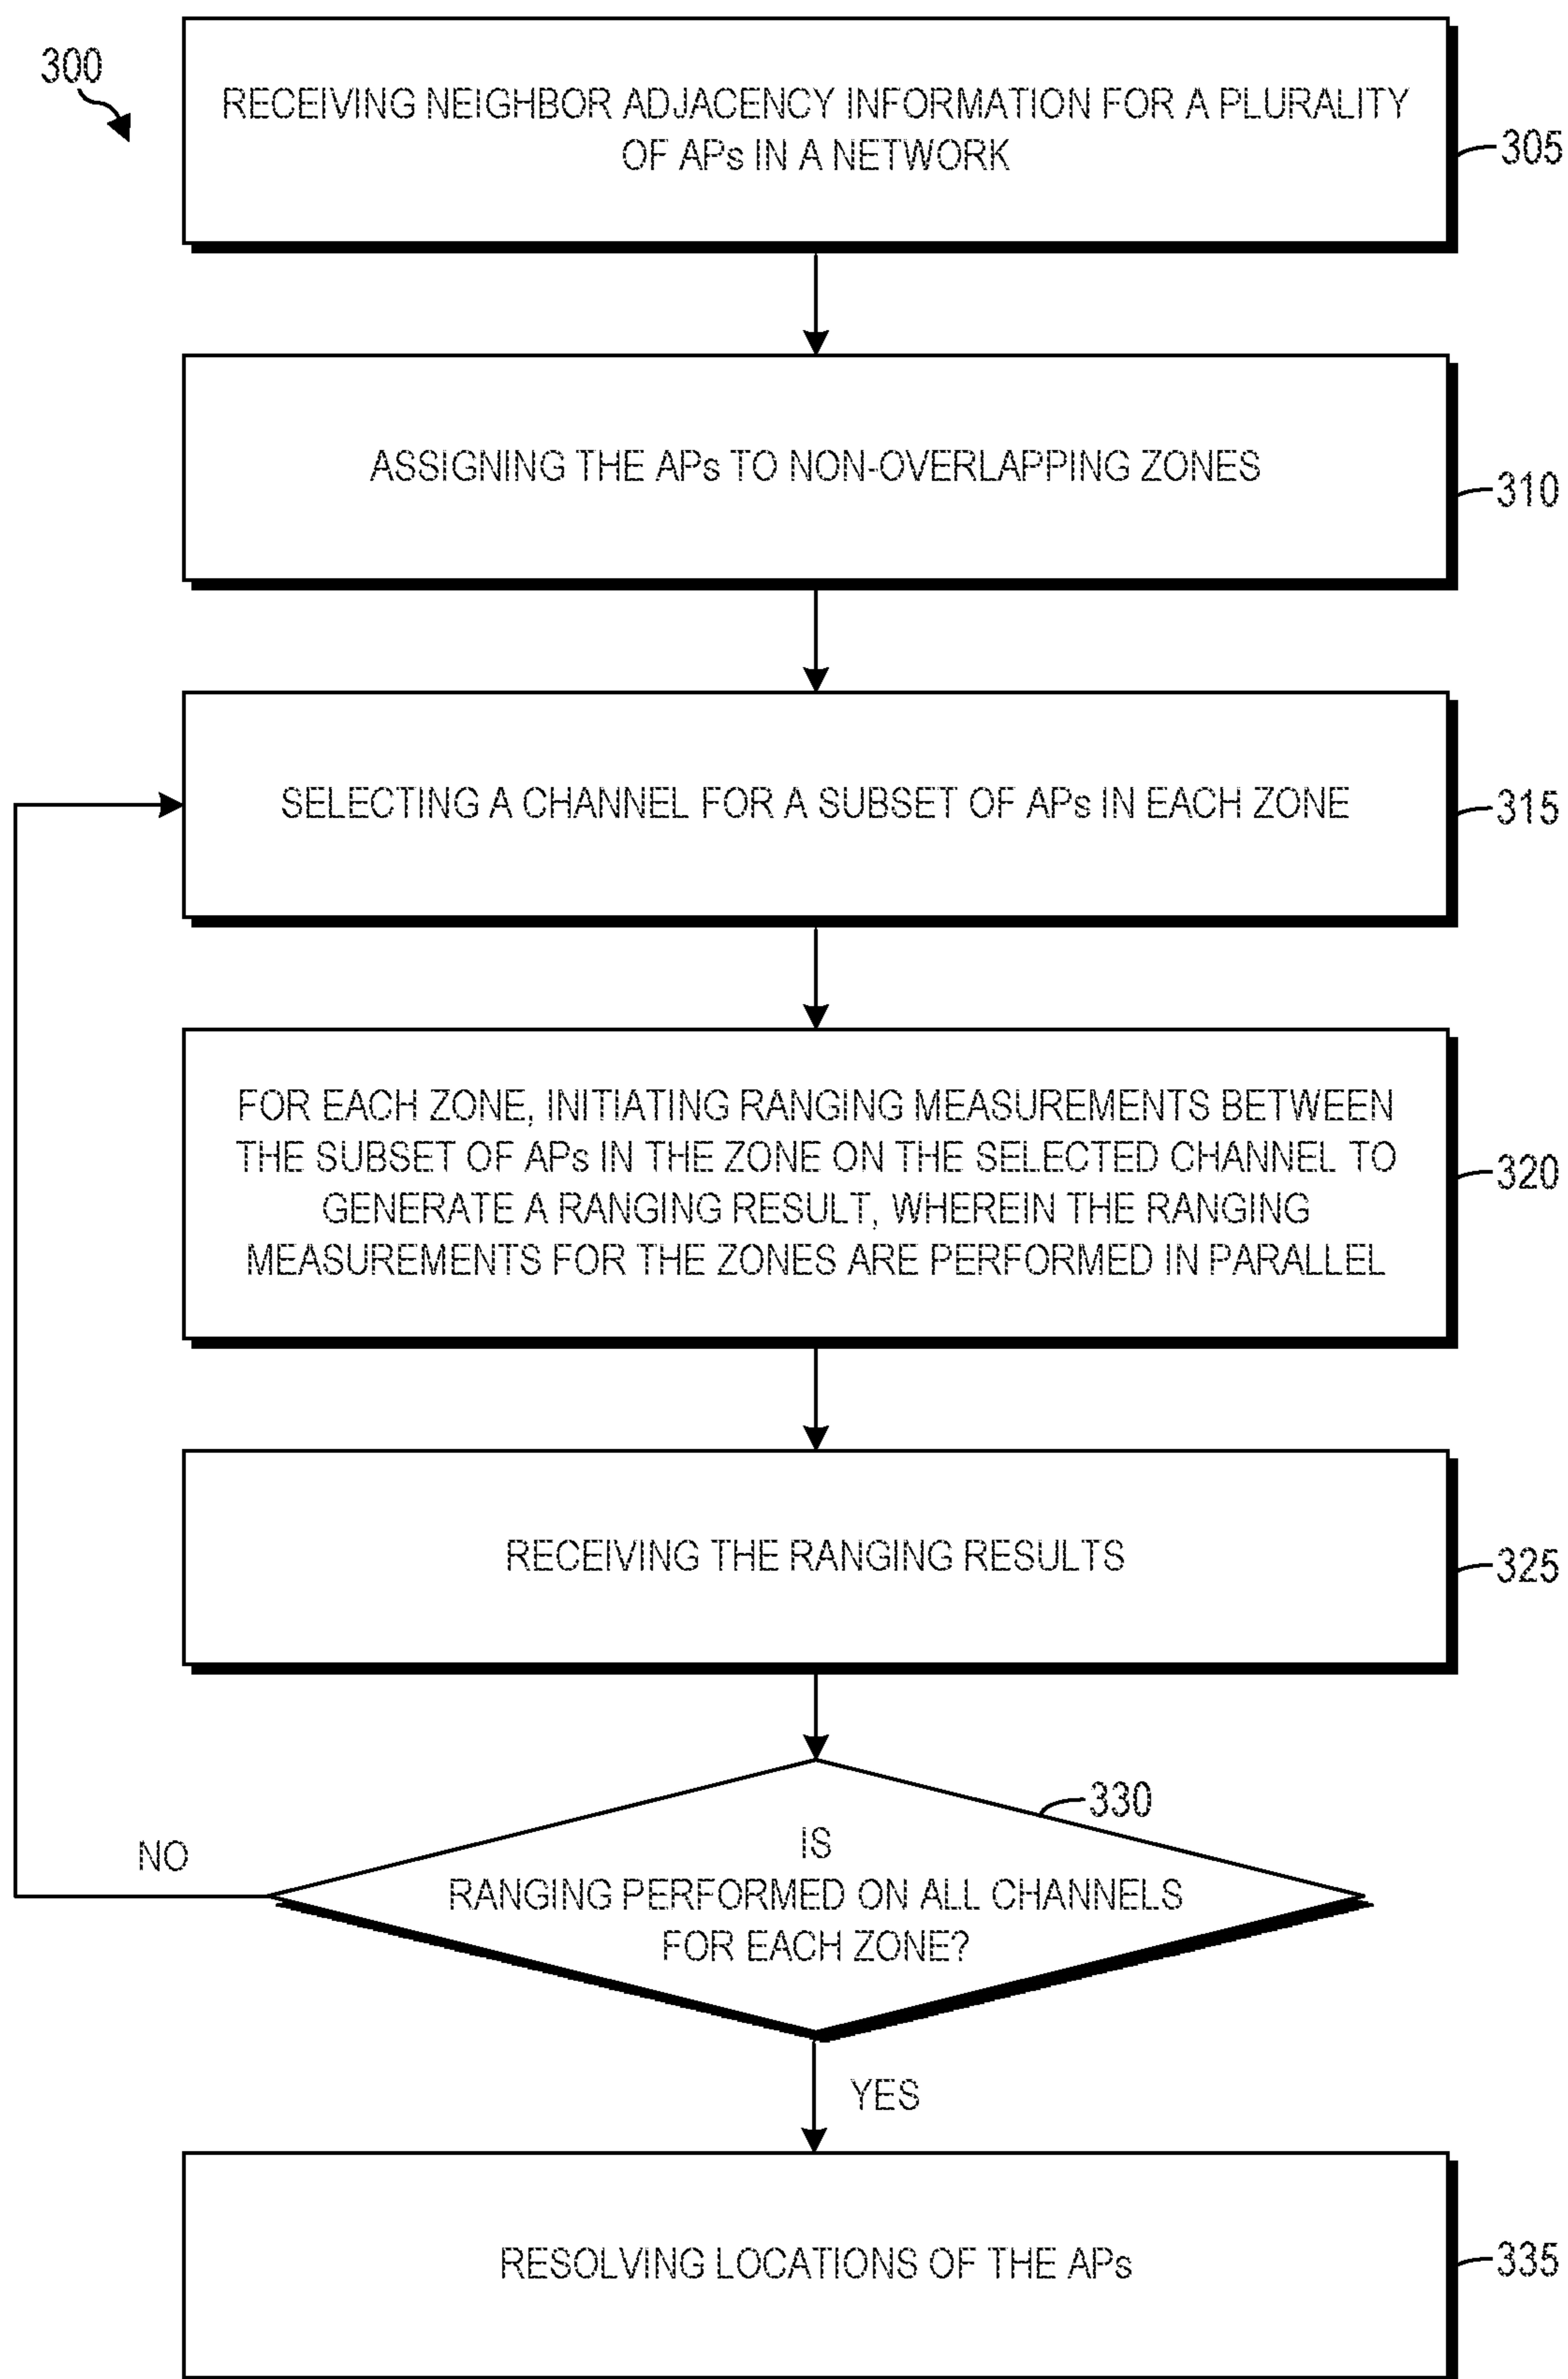 300
RECEIVING NEIGHBOR ADJACENCY INFORMATION FOR A PLURALITY
OF APs IN A NETWORK
305
ASSIGNING THE APs TO NON-OVERLAPPING ZONES
310
SELECTING A CHANNEL FOR A SUBSET OF APs IN EACH ZONE
315
FOR EACH ZONE, INITIATING RANGING MEASUREMENTS BETWEEN
THE SUBSET OF APs IN THE ZONE ON THE SELECTED CHANNEL TO
GENERATE A RANGING RESULT, WHEREIN THE RANGING
MEASUREMENTS FOR THE ZONES ARE PERFORMED IN PARALLEL
320
RECEIVING THE RANGING RESULTS
325
330
IS
RANGING PERFORMED ON ALL CHANNELS
FOR EACH ZONE?
NO
YES
RESOLVING LOCATIONS OF THE APs
335